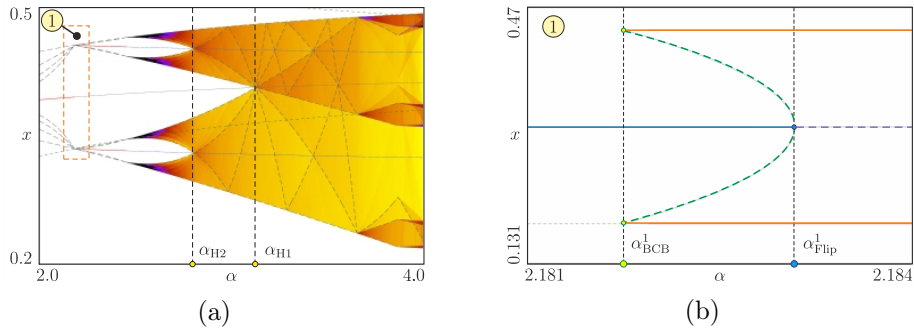 0.5
1
x
0.2
α_H2
α_H1
2.0
α
4.0
(a)
0.47
1
x
0.131
α^1_BCB
α^1_Flip
2.181
α
2.184
(b)